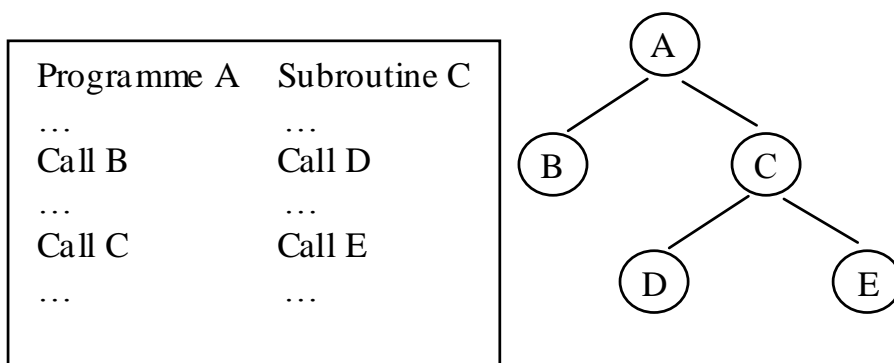 Programme A Subroutine C
… …
Call B Call D
… …
Call C Call E
… …
A
B C
D E